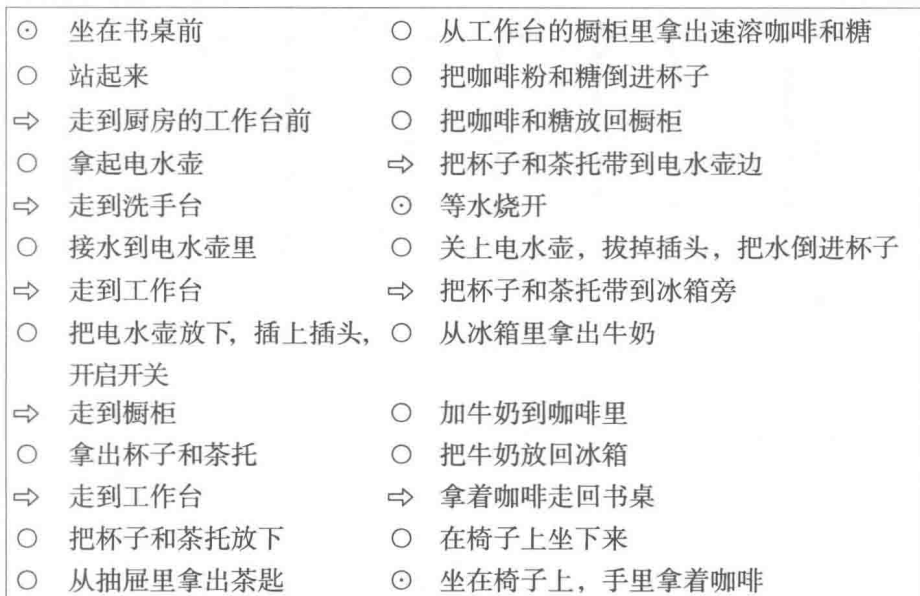 ⊙ 坐在书桌前
○ 站起来
⇨ 走到厨房的工作台前
○ 拿起电水壶
⇨ 走到洗手台
○ 接水到电水壶里
⇨ 走到工作台
○ 把电水壶放下，插上插头，
开启开关
⇨ 走到橱柜
○ 拿出杯子和茶托
⇨ 走到工作台
○ 把杯子和茶托放下
○ 从抽屉里拿出茶匙
○ 从工作台的橱柜里拿出速溶咖啡和糖
○ 把咖啡粉和糖倒进杯子
○ 把咖啡和糖放回橱柜
⇨ 把杯子和茶托带到电水壶边
⊙ 等水烧开
○ 关上电水壶，拔掉插头，把水倒进杯子
⇨ 把杯子和茶托带到冰箱旁
○ 从冰箱里拿出牛奶
○ 加牛奶到咖啡里
○ 把牛奶放回冰箱
⇨ 拿着咖啡走回书桌
○ 在椅子上坐下来
⊙ 坐在椅子上，手里拿着咖啡